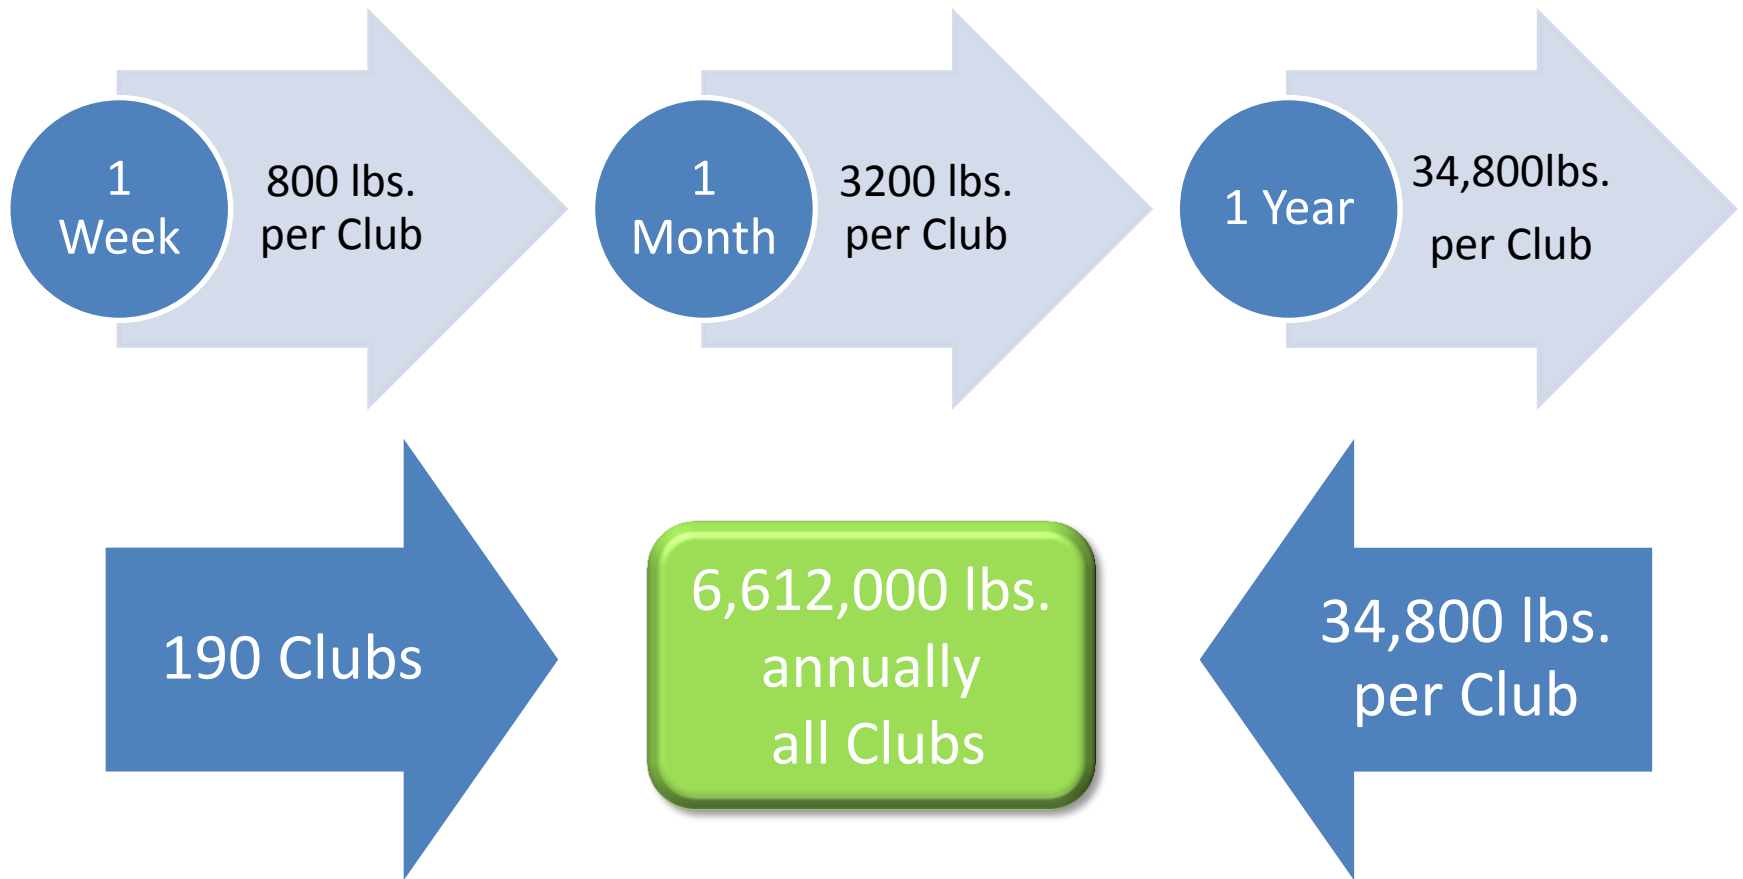 1
Week
800 lbs.
per Club
1
Month
3200 lbs.
per Club
1 Year
34,800lbs.
per Club
190 Clubs
6,612,000 lbs.
annually
all Clubs
34,800 lbs.
per Club